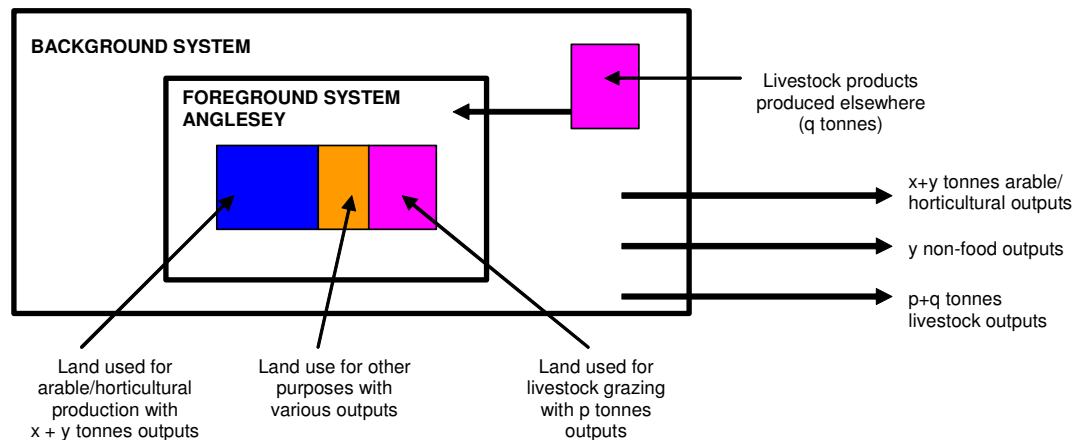 BACKGROUND SYSTEM
FOREGROUND SYSTEM
ANGLESEY
Livestock products
produced elsewhere
(q tonnes)
x+y tonnes arable/
horticultural outputs
y non-food outputs
p+q tonnes
livestock outputs
Land used for
arable/horticultural
production with
x + y tonnes outputs
Land use for other
purposes with
various outputs
Land used for
livestock grazing
with p tonnes
outputs